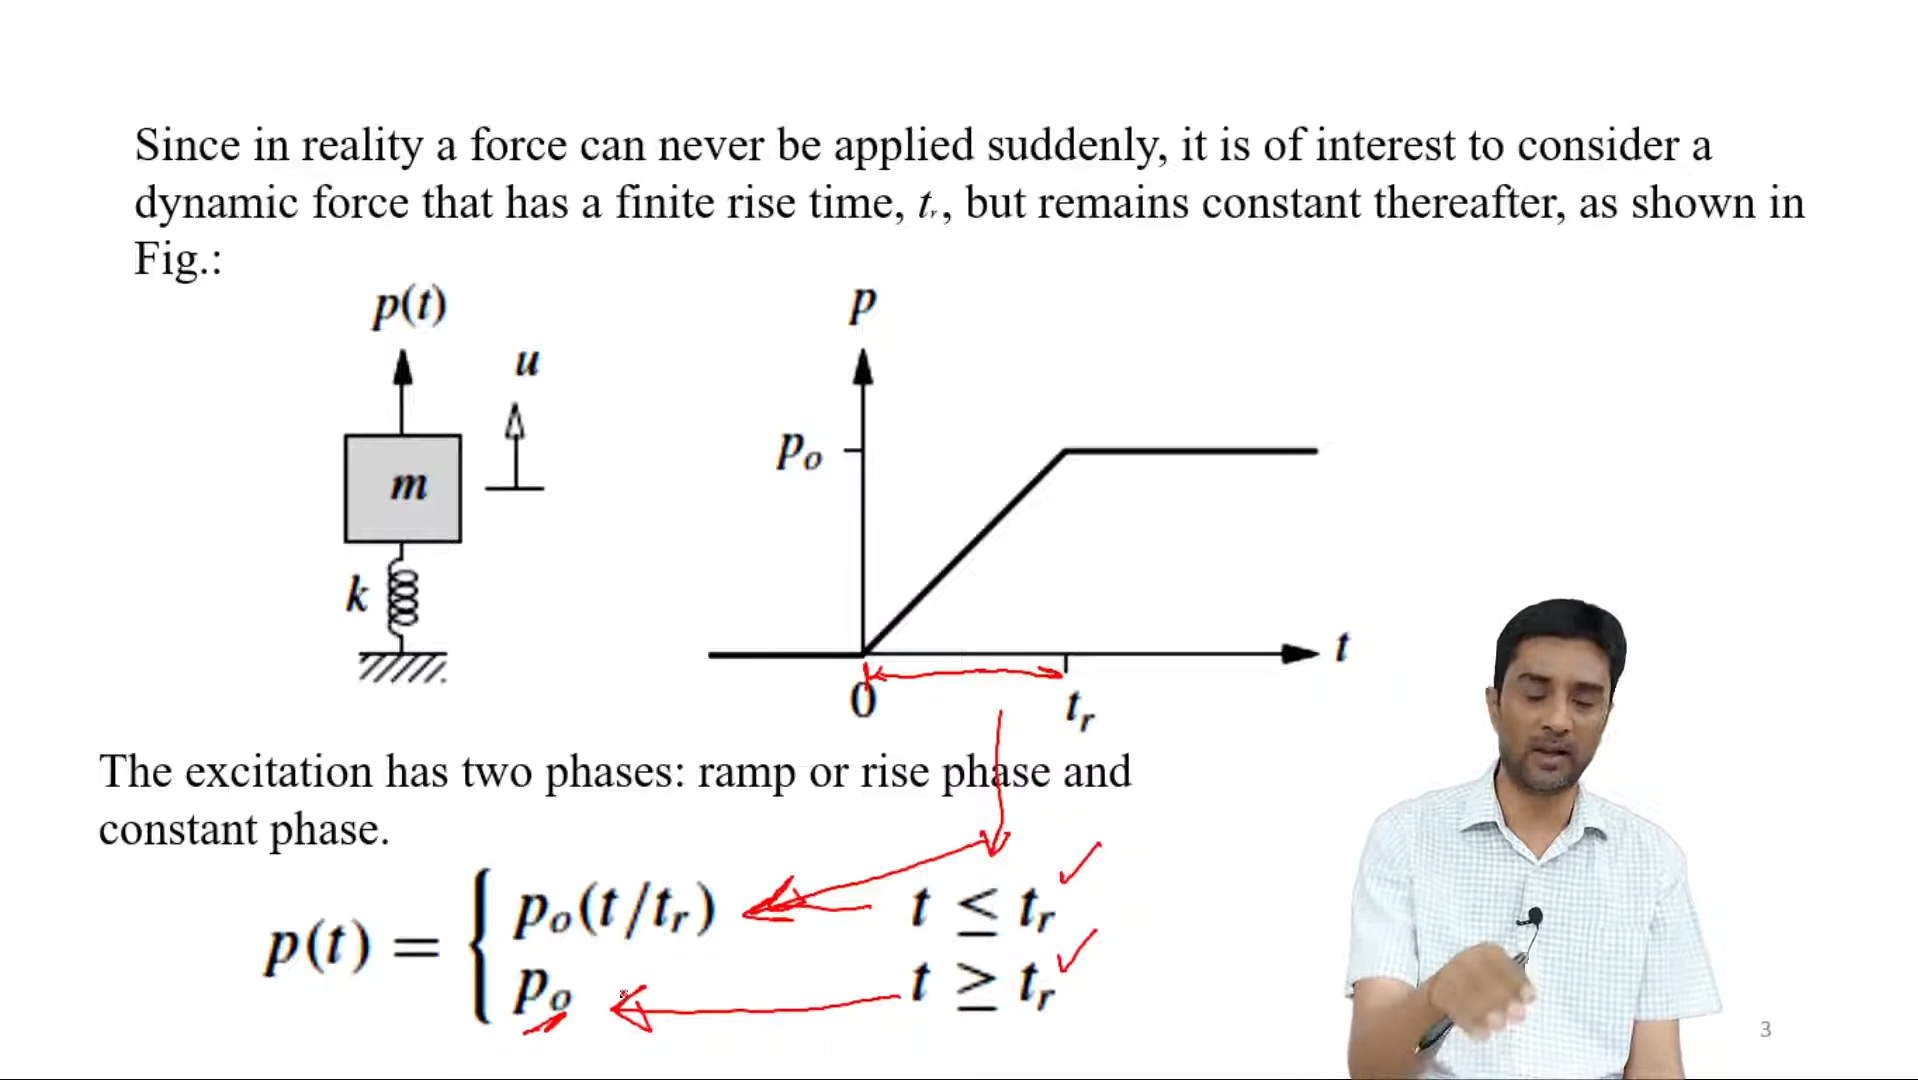 Since in reality a force can never be applied suddenly, it is of interest to consider a
dynamic force that has a finite rise time, tᵣ, but remains constant thereafter, as shown in
Fig.:
p(t)
u
m
k
p
pₒ
t
0
tᵣ
The excitation has two phases: ramp or rise phase and
constant phase.
p(t) = { pₒ(t/tᵣ) t ≤ tᵣ
pₒ t ≥ tᵣ
3